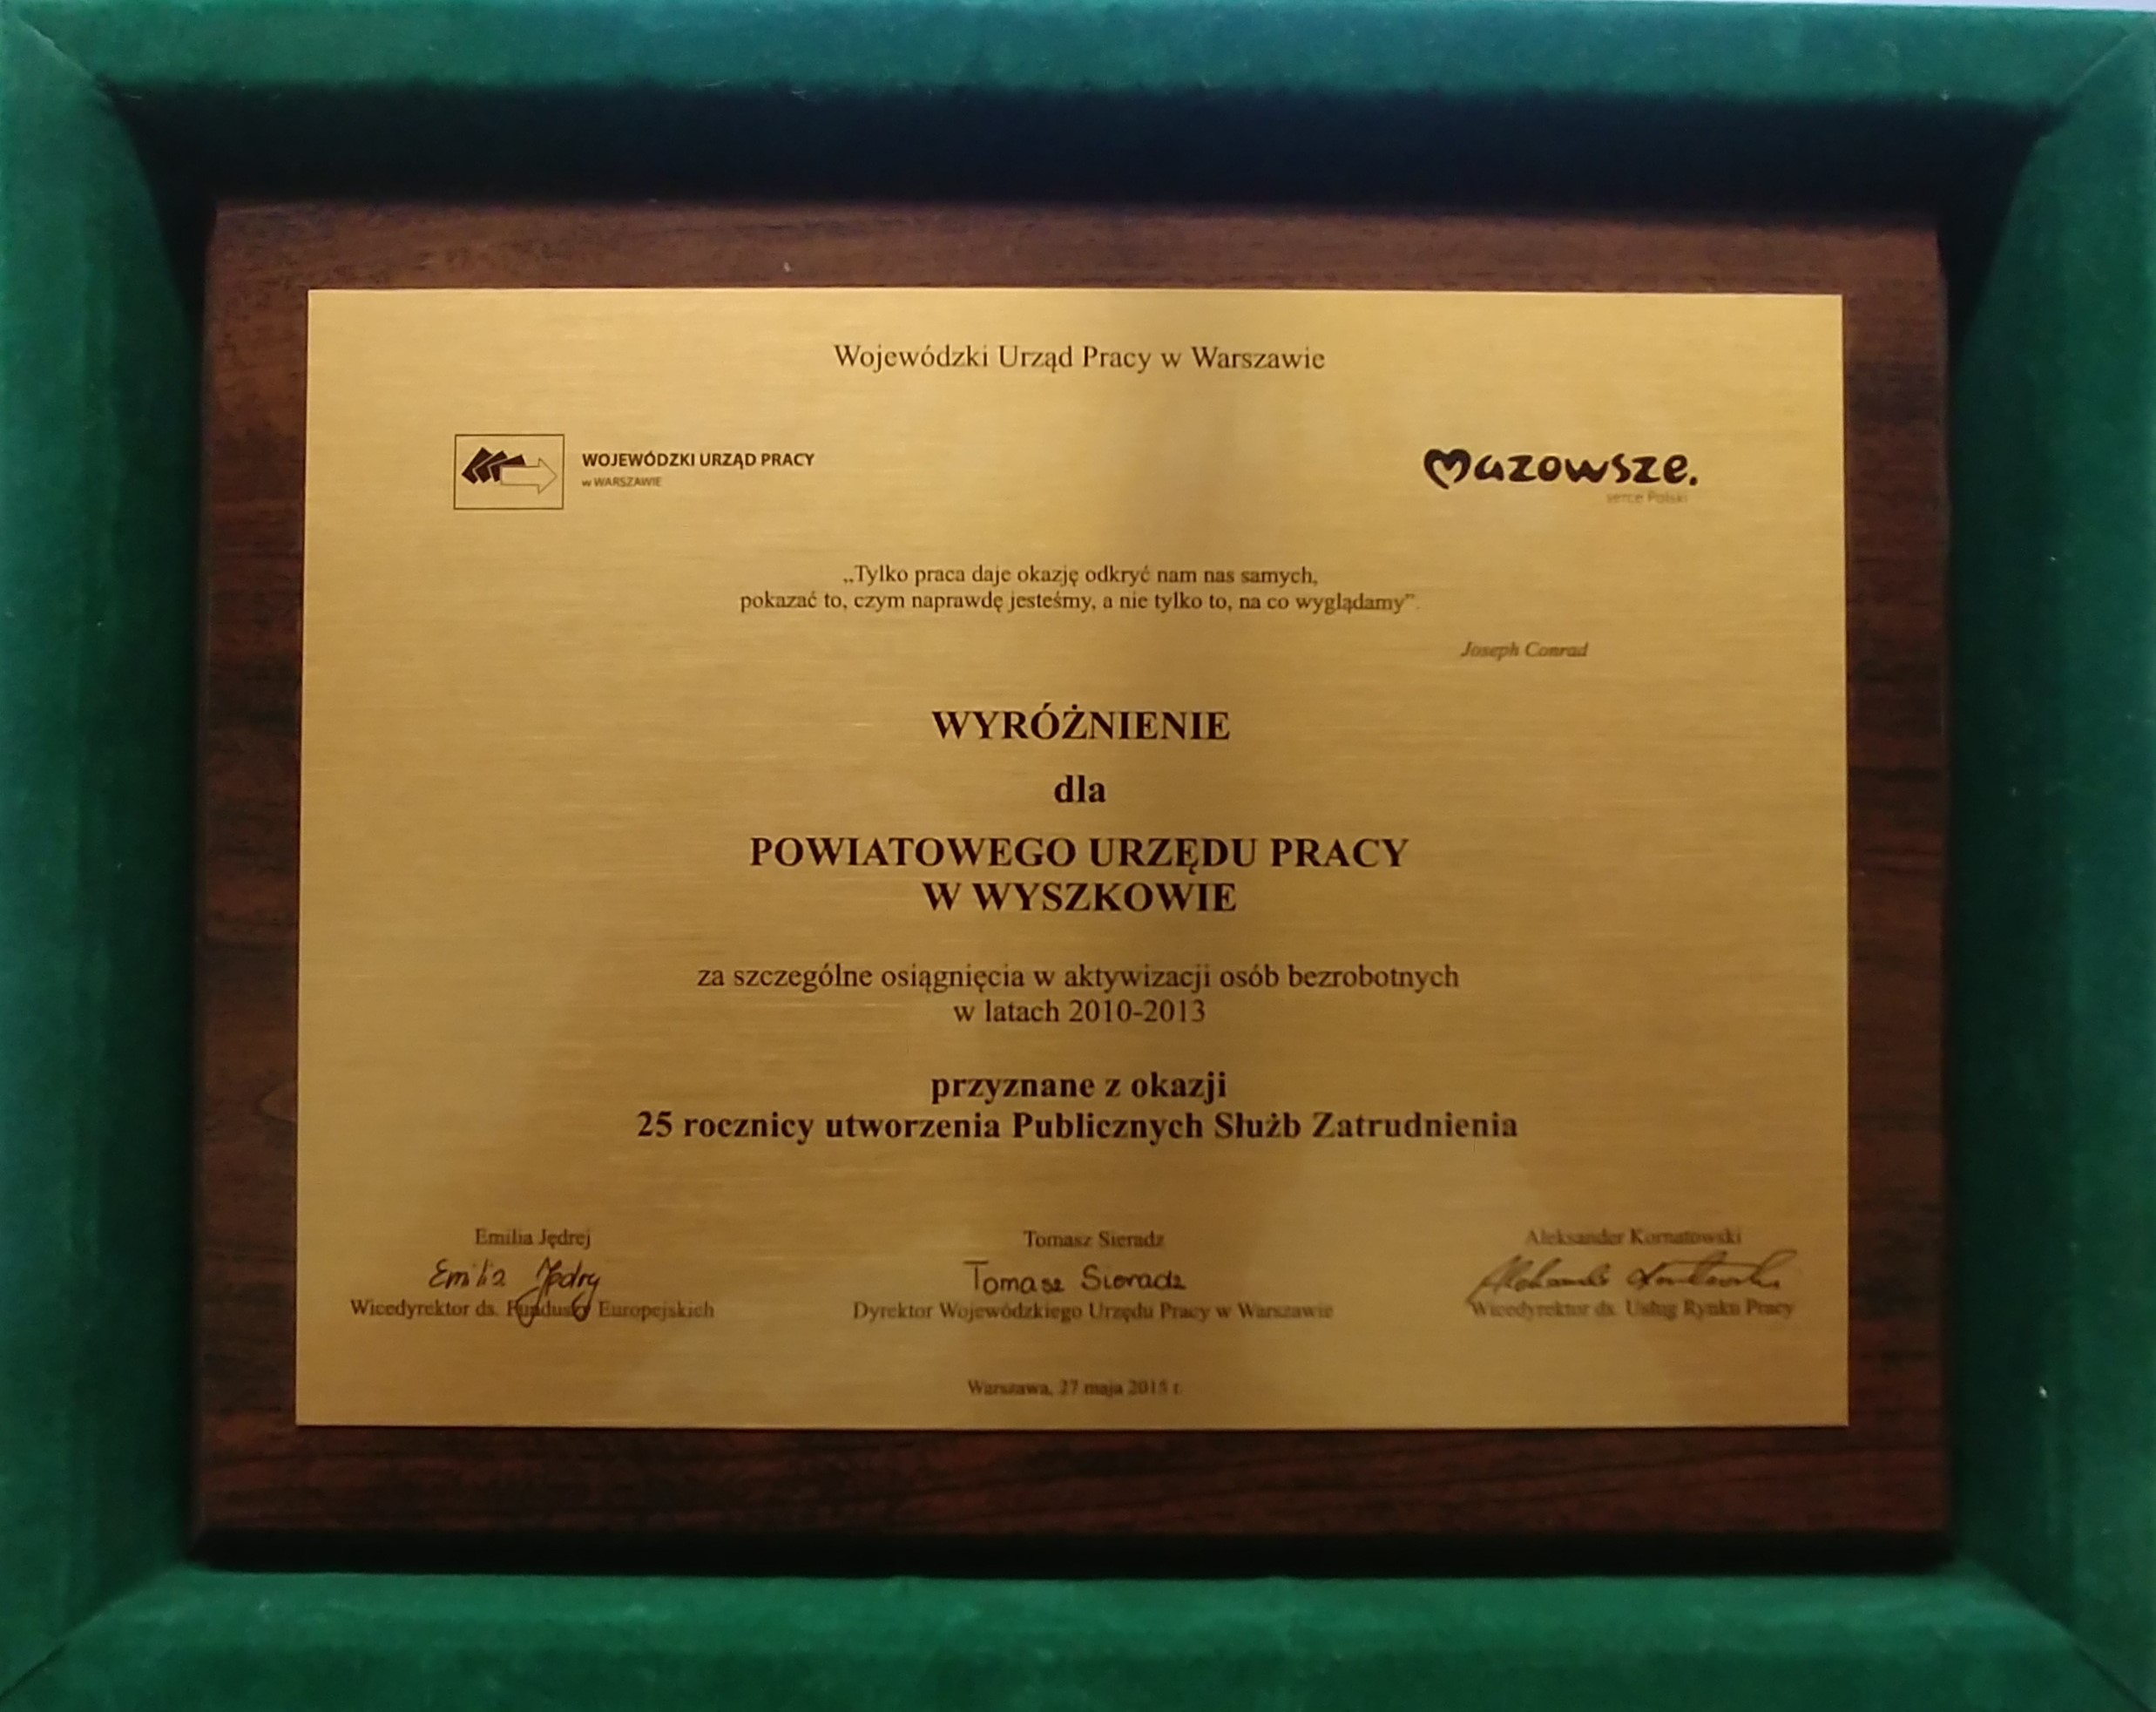 Wojewódzki Urząd Pracy w Warszawie
WOJEWÓDZKI URZĄD PRACY
w WARSZAWIE
Mazowsze.
serce Polski
„Tylko praca daje okazję odkryć nam nas samych,
pokazać to, czym naprawdę jesteśmy, a nie tylko to, na co wyglądamy”.
Joseph Conrad
WYRÓŻNIENIE
dla
POWIATOWEGO URZĘDU PRACY
W WYSZKOWIE
za szczególne osiągnięcia w aktywizacji osób bezrobotnych
w latach 2010-2013
przyznane z okazji
25 rocznicy utworzenia Publicznych Służb Zatrudnienia
Emilia Jędrej
Emilia Jędrej
Wicedyrektor ds. Funduszy Europejskich
Tomasz Sieradz
Tomasz Sieradz
Dyrektor Wojewódzkiego Urzędu Pracy w Warszawie
Aleksander Kornatowski
Wicedyrektor ds. Usług Rynku Pracy
Warszawa, 27 maja 2015 r.